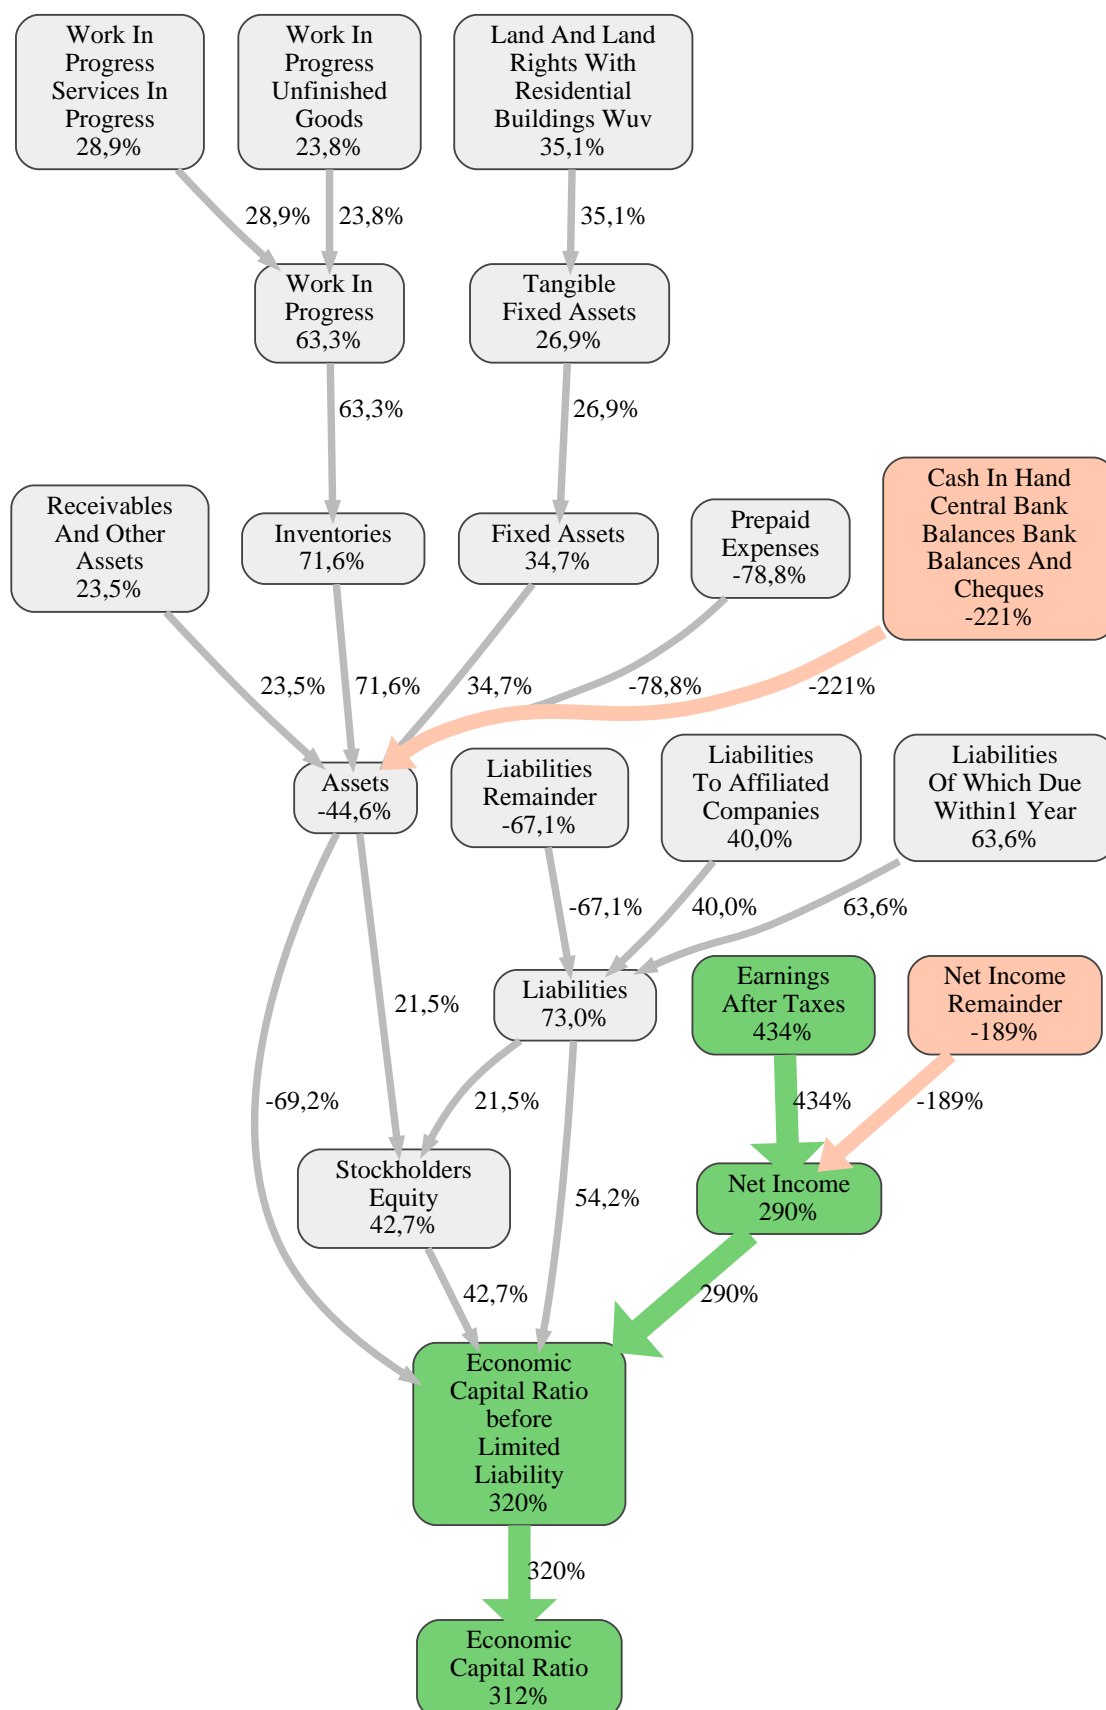 Work In
Progress
Services In
Progress
28,9%
Work In
Progress
Unfinished
Goods
23,8%
Land And Land
Rights With
Residential
Buildings Wuv
35,1%
28,9%
23,8%
35,1%
Work In
Progress
63,3%
Tangible
Fixed Assets
26,9%
63,3%
26,9%
Receivables
And Other
Assets
23,5%
Inventories
71,6%
Fixed Assets
34,7%
Prepaid
Expenses
-78,8%
Cash In Hand
Central Bank
Balances Bank
Balances And
Cheques
-221%
23,5%
71,6%
34,7%
-78,8%
-221%
Assets
-44,6%
Liabilities
Remainder
-67,1%
Liabilities
To Affiliated
Companies
40,0%
Liabilities
Of Which Due
Within1 Year
63,6%
-67,1%
40,0%
63,6%
Liabilities
73,0%
Earnings
After Taxes
434%
Net Income
Remainder
-189%
21,5%
-69,2%
21,5%
434%
-189%
Stockholders
Equity
42,7%
54,2%
Net Income
290%
42,7%
290%
Economic
Capital Ratio
before
Limited
Liability
320%
320%
Economic
Capital Ratio
312%